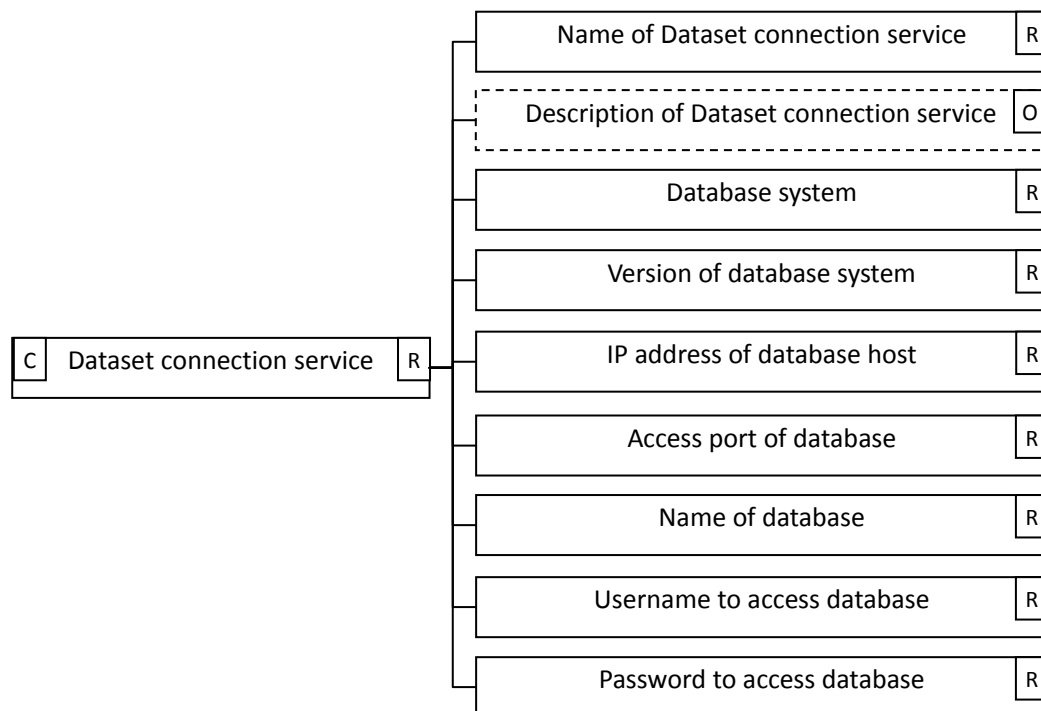 Name of Dataset connection service R
Description of Dataset connection service O
Database system R
Version of database system R
C Dataset connection service R
IP address of database host R
Access port of database R
Name of database R
Username to access database R
Password to access database R